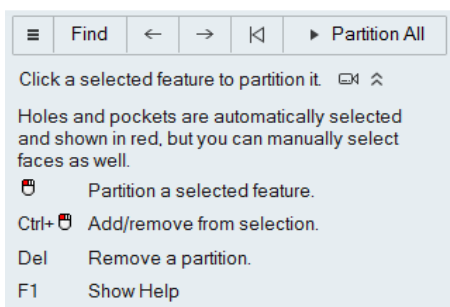 Find Partition All
Click a selected feature to partition it.
Holes and pockets are automatically selected
and shown in red, but you can manually select
faces as well.
Partition a selected feature.
Ctrl+ Add/remove from selection.
Del Remove a partition.
F1 Show Help